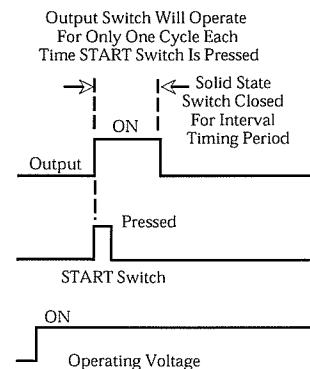 Output Switch Will Operate
For Only One Cycle Each
Time START Switch Is Pressed
Solid State
Switch Closed
For Interval
Timing Period
ON
Output
Pressed
START Switch
ON
Operating Voltage